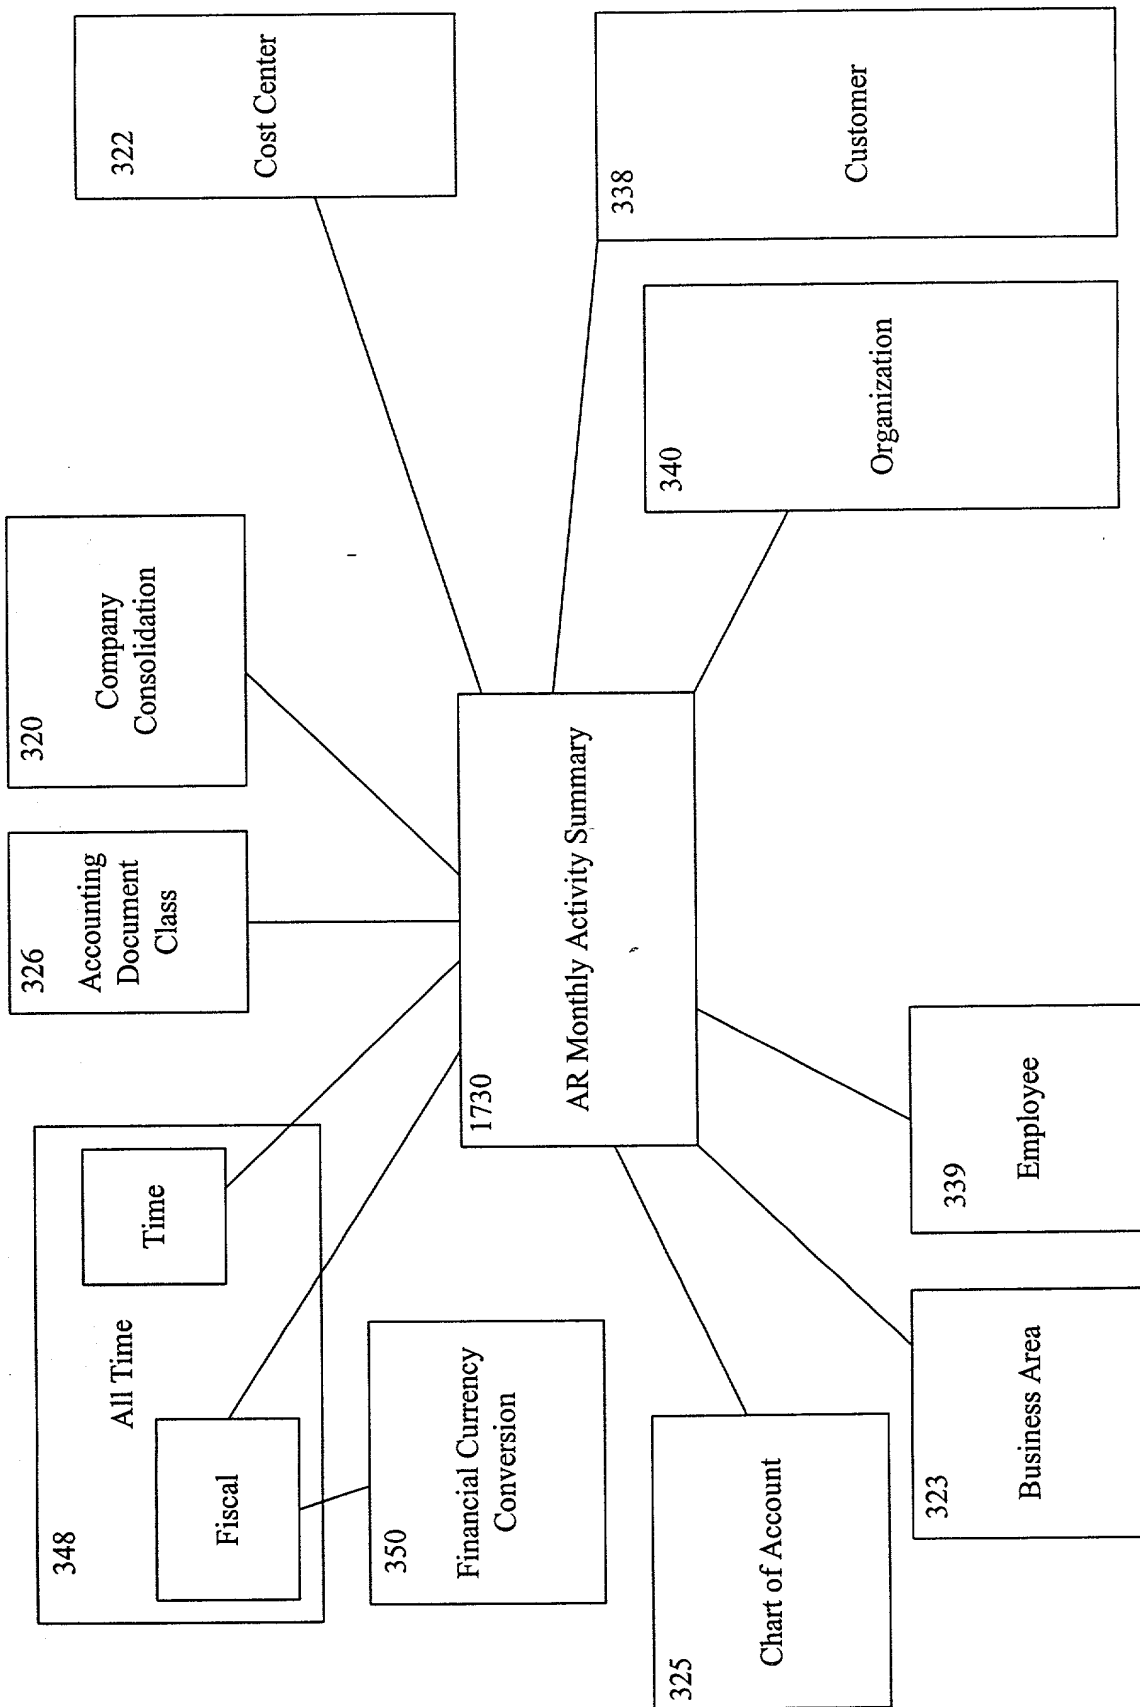 348
All Time
Fiscal
Time
350
Financial Currency
Conversion
326
Accounting
Document
Class
320
Company
Consolidation
322
Cost Center
1730
AR Monthly Activity Summary
325
Chart of Account
323
Business Area
339
Employee
340
Organization
338
Customer